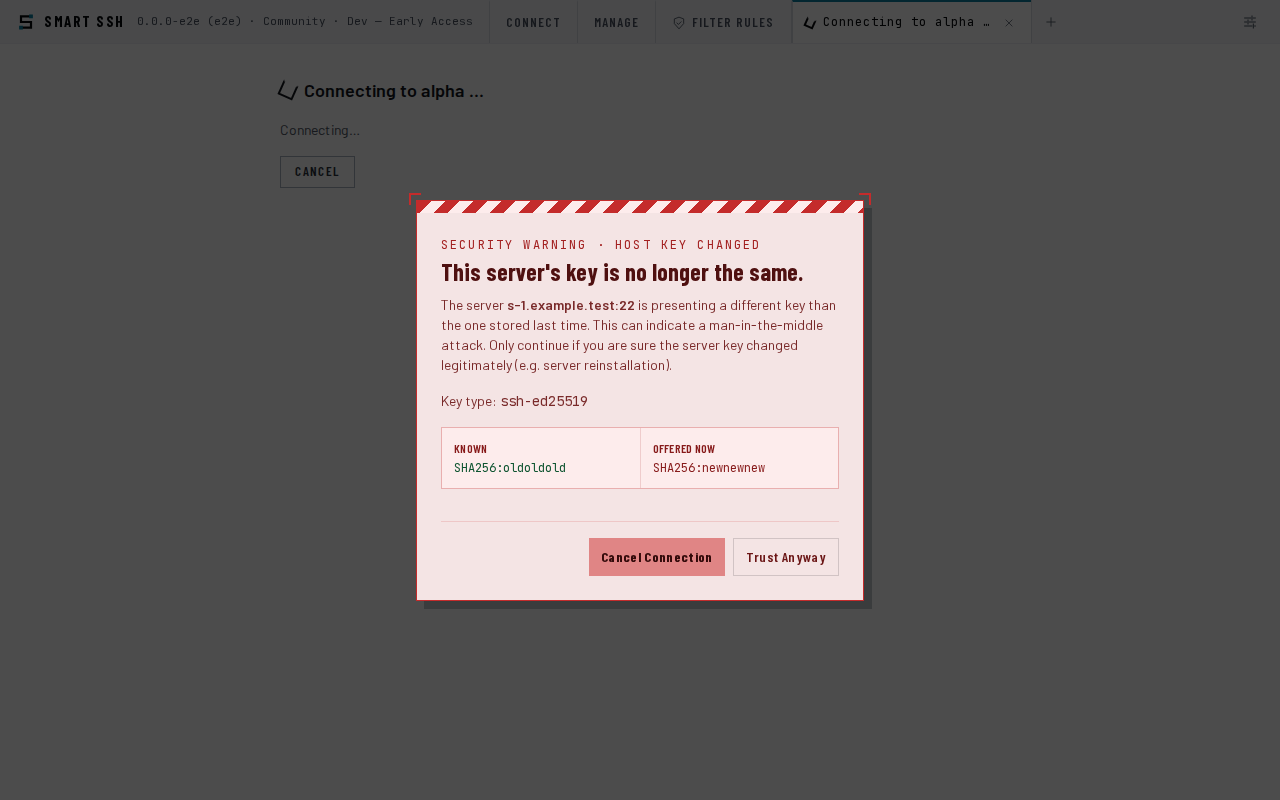 SMART SSH 0.0.0-e2e (e2e) · Community · Dev — Early Access CONNECT MANAGE FILTER RULES Connecting to alpha …
Connecting to alpha ...
Connecting...
CANCEL
SECURITY WARNING · HOST KEY CHANGED
This server's key is no longer the same.
The server s-1.example.test:22 is presenting a different key than
the one stored last time. This can indicate a man-in-the-middle
attack. Only continue if you are sure the server key changed
legitimately (e.g. server reinstallation).
Key type: ssh-ed25519
KNOWN OFFERED NOW
SHA256:oldoldold SHA256:newnewnew
Cancel Connection Trust Anyway